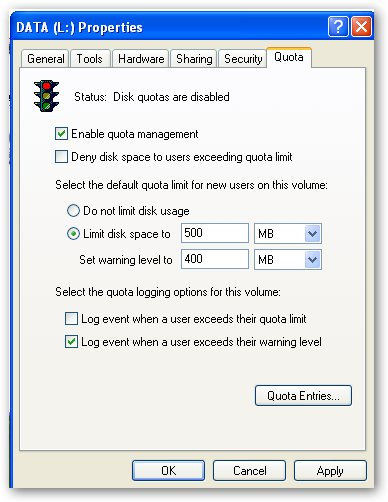 DATA (L:) Properties
General Tools Hardware Sharing Security Quota
Status: Disk quotas are disabled
Enable quota management
Deny disk space to users exceeding quota limit
Select the default quota limit for new users on this volume:
Do not limit disk usage
Limit disk space to 500 MB
Set warning level to 400 MB
Select the quota logging options for this volume:
Log event when a user exceeds their quota limit
Log event when a user exceeds their warning level
Quota Entries...
OK Cancel Apply